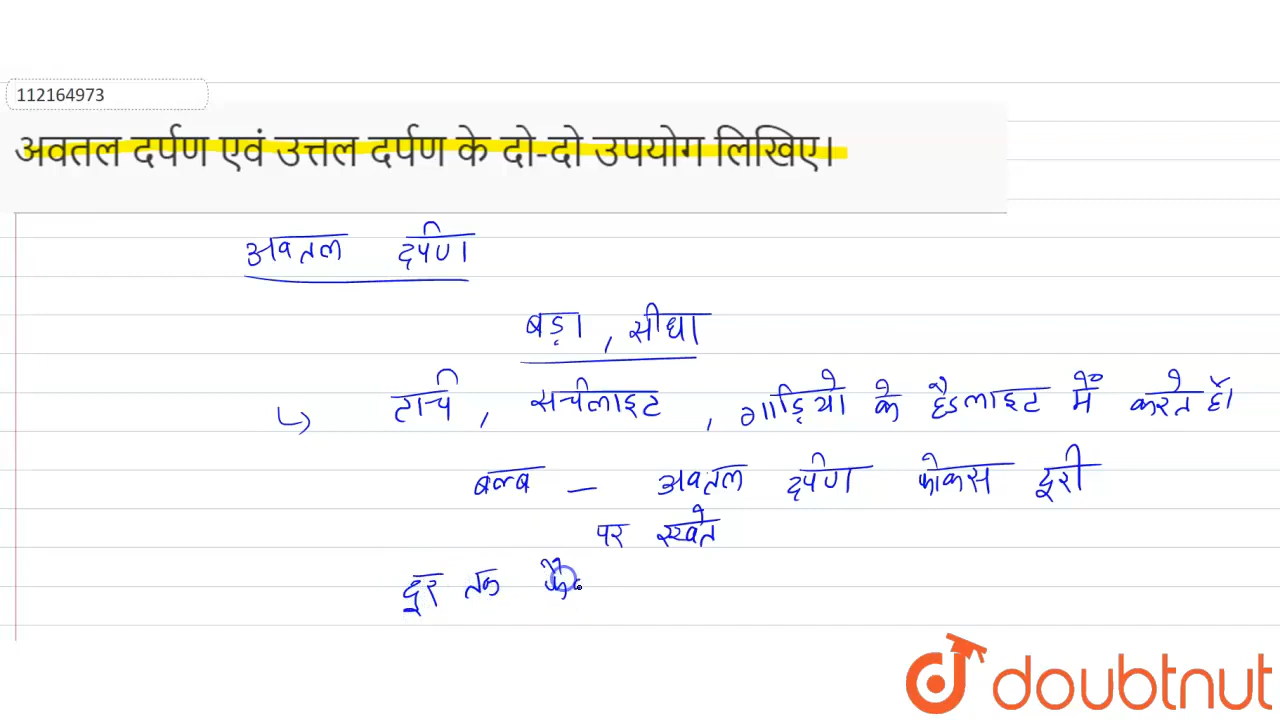 112164973
अवतल दर्पण एवं उत्तल दर्पण के दो-दो उपयोग लिखिए।
अवतल दर्पण
बड़ा, सीधा
टार्च, सर्चलाइट, गाड़ियों के हैडलाइट में करते हैं
बल्ब – अवतल दर्पण फोकस दूरी
पर
दूर तक
doubtnut